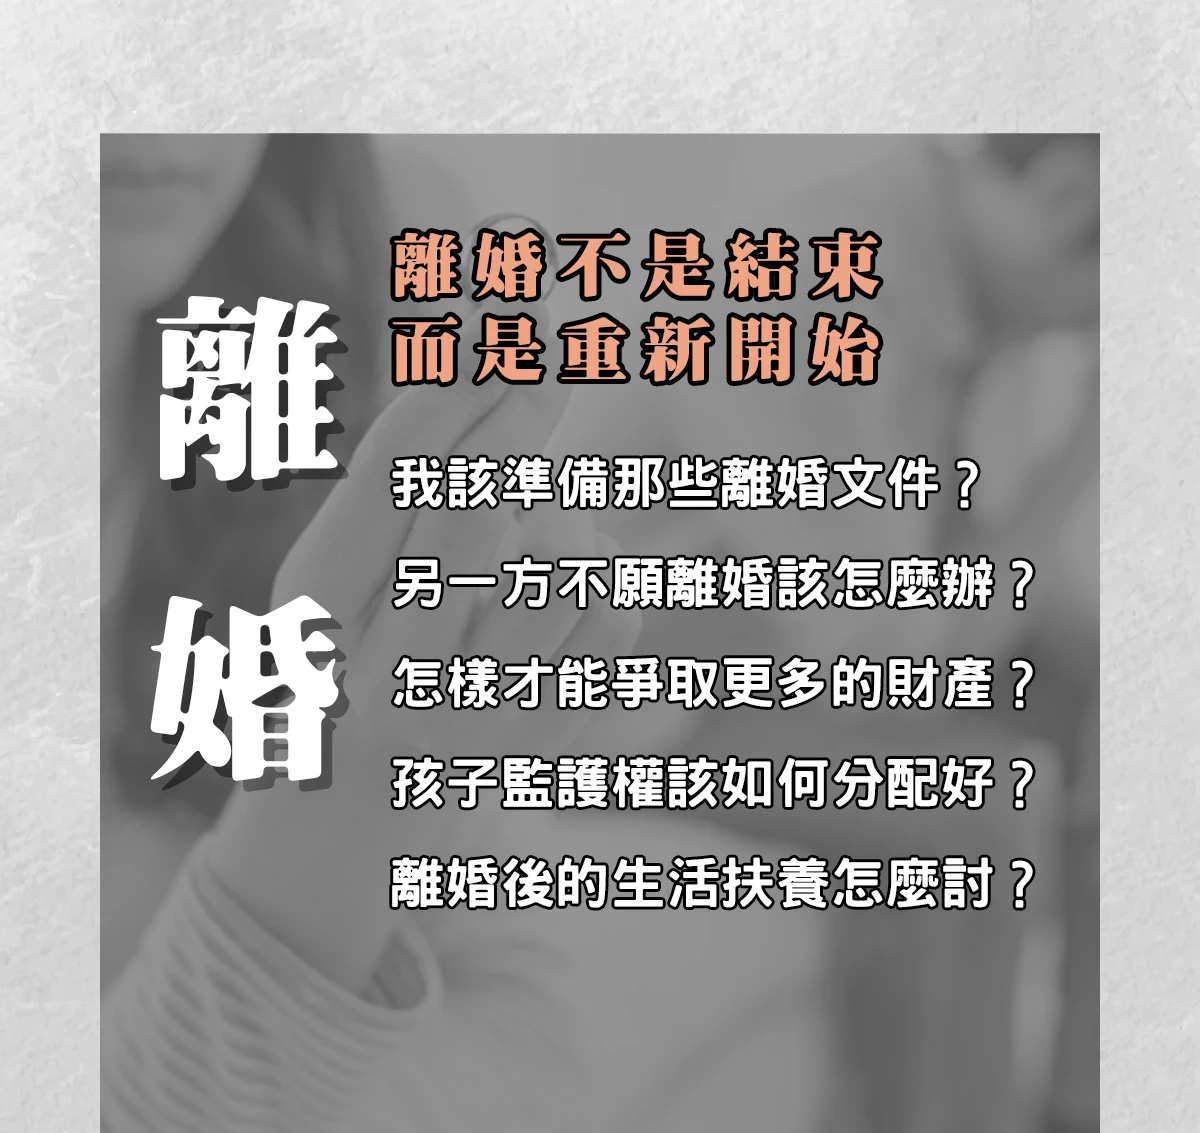 離婚
離婚不是結束
而是重新開始
我該準備那些離婚文件？
另一方不願離婚該怎麼辦？
怎樣才能爭取更多的財產？
孩子監護權該如何分配好？
離婚後的生活扶養怎麼討？